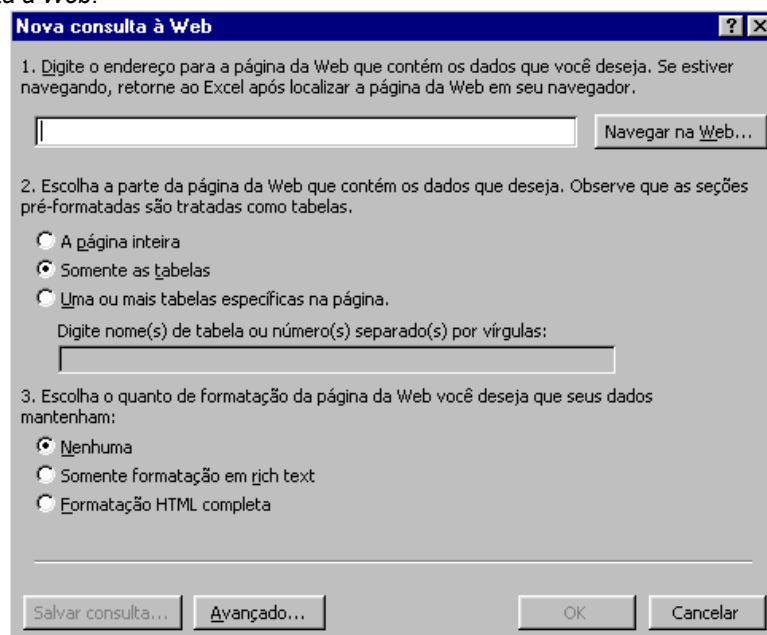 ta à Web.
Nova consulta à Web
1. Digite o endereço para a página da Web que contém os dados que você deseja. Se estiver
navegando, retorne ao Excel após localizar a página da Web em seu navegador.
Navegar na Web...
2. Escolha a parte da página da Web que contém os dados que deseja. Observe que as seções
pré-formatadas são tratadas como tabelas.
A página inteira
Somente as tabelas
Uma ou mais tabelas específicas na página.
Digite nome(s) de tabela ou número(s) separado(s) por vírgulas:
3. Escolha o quanto de formatação da página da Web você deseja que seus dados
mantenham:
Nenhuma
Somente formatação em rich text
Formatação HTML completa
Salvar consulta... Avançado... OK Cancelar